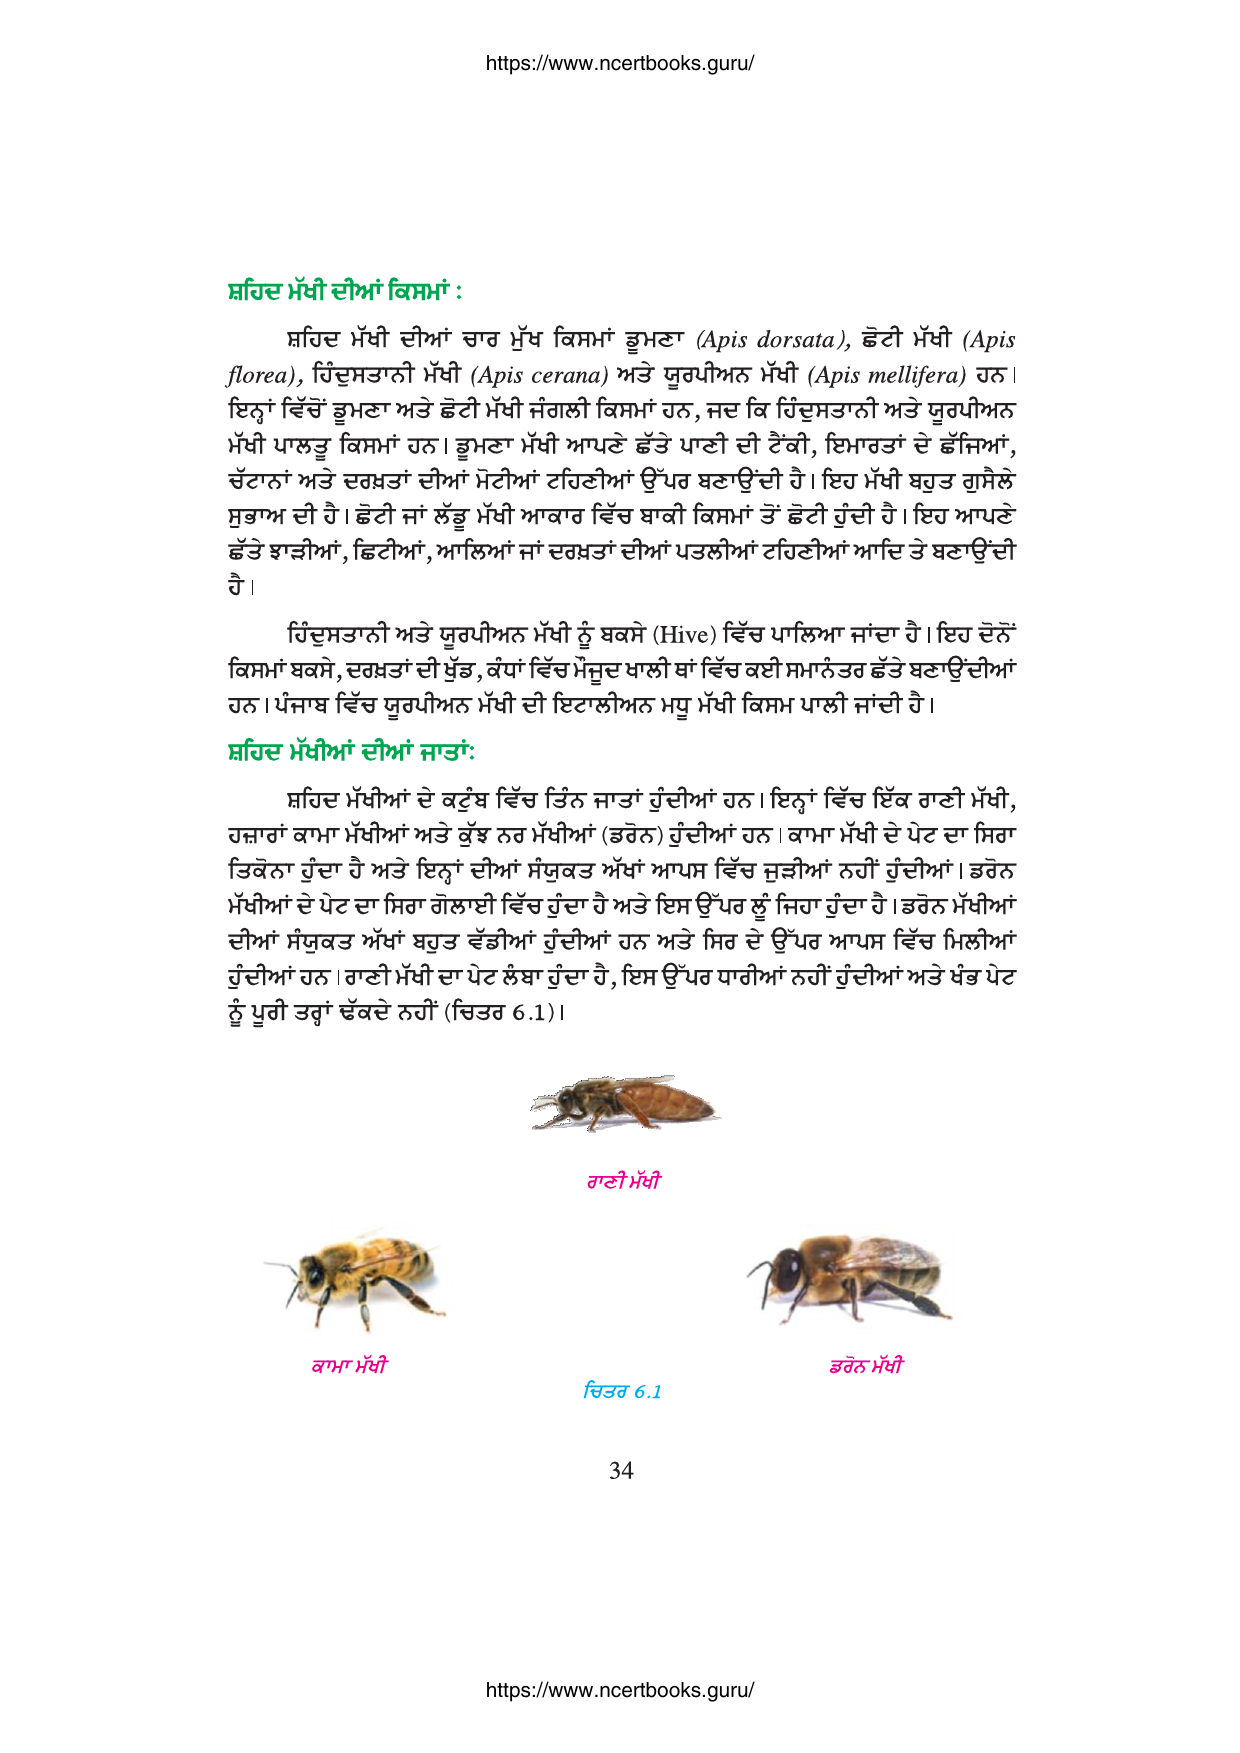 https://www.ncertbooks.guru/
ਸ਼ਹਿਦ ਮੱਖੀ ਦੀਆਂ ਕਿਸਮਾਂ :
ਸ਼ਹਿਦ ਮੱਖੀ ਦੀਆਂ ਚਾਰ ਮੁੱਖ ਕਿਸਮਾਂ ਡੂਮਣਾ (Apis dorsata), ਛੋਟੀ ਮੱਖੀ (Apis
florea), ਹਿੰਦੁਸਤਾਨੀ ਮੱਖੀ (Apis cerana) ਅਤੇ ਯੂਰਪੀਅਨ ਮੱਖੀ (Apis mellifera) ਹਨ।
ਇਨ੍ਹਾਂ ਵਿੱਚੋਂ ਡੂਮਣਾ ਅਤੇ ਛੋਟੀ ਮੱਖੀ ਜੰਗਲੀ ਕਿਸਮਾਂ ਹਨ, ਜਦ ਕਿ ਹਿੰਦੁਸਤਾਨੀ ਅਤੇ ਯੂਰਪੀਅਨ
ਮੱਖੀ ਪਾਲਤੂ ਕਿਸਮਾਂ ਹਨ। ਡੂਮਣਾ ਮੱਖੀ ਆਪਣੇ ਛੱਤੇ ਪਾਣੀ ਦੀ ਟੈਂਕੀ, ਇਮਾਰਤਾਂ ਦੇ ਛੱਜਿਆਂ,
ਚੱਟਾਨਾਂ ਅਤੇ ਦਰਖ਼ਤਾਂ ਦੀਆਂ ਮੋਟੀਆਂ ਟਹਿਣੀਆਂ ਉੱਪਰ ਬਣਾਉਂਦੀ ਹੈ। ਇਹ ਮੱਖੀ ਬਹੁਤ ਗੁਸੈਲੇ
ਸੁਭਾਅ ਦੀ ਹੈ। ਛੋਟੀ ਜਾਂ ਲੱਡੂ ਮੱਖੀ ਆਕਾਰ ਵਿੱਚ ਬਾਕੀ ਕਿਸਮਾਂ ਤੋਂ ਛੋਟੀ ਹੁੰਦੀ ਹੈ। ਇਹ ਆਪਣੇ
ਛੱਤੇ ਝਾੜੀਆਂ, ਛਿਟੀਆਂ, ਆਲਿਆਂ ਜਾਂ ਦਰਖ਼ਤਾਂ ਦੀਆਂ ਪਤਲੀਆਂ ਟਹਿਣੀਆਂ ਆਦਿ ਤੇ ਬਣਾਉਂਦੀ
ਹੈ।
ਹਿੰਦੁਸਤਾਨੀ ਅਤੇ ਯੂਰਪੀਅਨ ਮੱਖੀ ਨੂੰ ਬਕਸੇ (Hive) ਵਿੱਚ ਪਾਲਿਆ ਜਾਂਦਾ ਹੈ। ਇਹ ਦੋਨੋਂ
ਕਿਸਮਾਂ ਬਕਸੇ, ਦਰਖ਼ਤਾਂ ਦੀ ਖੁੱਡ, ਕੰਧਾਂ ਵਿੱਚ ਮੌਜੂਦ ਖਾਲੀ ਥਾਂ ਵਿੱਚ ਕਈ ਸਮਾਨੰਤਰ ਛੱਤੇ ਬਣਾਉਂਦੀਆਂ
ਹਨ। ਪੰਜਾਬ ਵਿੱਚ ਯੂਰਪੀਅਨ ਮੱਖੀ ਦੀ ਇਟਾਲੀਅਨ ਮਧੂ ਮੱਖੀ ਕਿਸਮ ਪਾਲੀ ਜਾਂਦੀ ਹੈ।
ਸ਼ਹਿਦ ਮੱਖੀਆਂ ਦੀਆਂ ਜਾਤਾਂ:
ਸ਼ਹਿਦ ਮੱਖੀਆਂ ਦੇ ਕਟੁੰਬ ਵਿੱਚ ਤਿੰਨ ਜਾਤਾਂ ਹੁੰਦੀਆਂ ਹਨ। ਇਨ੍ਹਾਂ ਵਿੱਚ ਇੱਕ ਰਾਣੀ ਮੱਖੀ,
ਹਜ਼ਾਰਾਂ ਕਾਮਾ ਮੱਖੀਆਂ ਅਤੇ ਕੁੱਝ ਨਰ ਮੱਖੀਆਂ (ਡਰੋਨ) ਹੁੰਦੀਆਂ ਹਨ। ਕਾਮਾ ਮੱਖੀ ਦੇ ਪੇਟ ਦਾ ਸਿਰਾ
ਤਿਕੋਨਾ ਹੁੰਦਾ ਹੈ ਅਤੇ ਇਨ੍ਹਾਂ ਦੀਆਂ ਸੰਯੁਕਤ ਅੱਖਾਂ ਆਪਸ ਵਿੱਚ ਜੁੜੀਆਂ ਨਹੀਂ ਹੁੰਦੀਆਂ। ਡਰੋਨ
ਮੱਖੀਆਂ ਦੇ ਪੇਟ ਦਾ ਸਿਰਾ ਗੋਲਾਈ ਵਿੱਚ ਹੁੰਦਾ ਹੈ ਅਤੇ ਇਸ ਉੱਪਰ ਲੂੰ ਜਿਹਾ ਹੁੰਦਾ ਹੈ। ਡਰੋਨ ਮੱਖੀਆਂ
ਦੀਆਂ ਸੰਯੁਕਤ ਅੱਖਾਂ ਬਹੁਤ ਵੱਡੀਆਂ ਹੁੰਦੀਆਂ ਹਨ ਅਤੇ ਸਿਰ ਦੇ ਉੱਪਰ ਆਪਸ ਵਿੱਚ ਮਿਲੀਆਂ
ਹੁੰਦੀਆਂ ਹਨ। ਰਾਣੀ ਮੱਖੀ ਦਾ ਪੇਟ ਲੰਬਾ ਹੁੰਦਾ ਹੈ, ਇਸ ਉੱਪਰ ਧਾਰੀਆਂ ਨਹੀਂ ਹੁੰਦੀਆਂ ਅਤੇ ਖੰਭ ਪੇਟ
ਨੂੰ ਪੂਰੀ ਤਰ੍ਹਾਂ ਢੱਕਦੇ ਨਹੀਂ (ਚਿਤਰ 6.1)।
ਰਾਣੀ ਮੱਖੀ
ਕਾਮਾ ਮੱਖੀ
ਡਰੋਨ ਮੱਖੀ
ਚਿਤਰ 6.1
34
https://www.ncertbooks.guru/